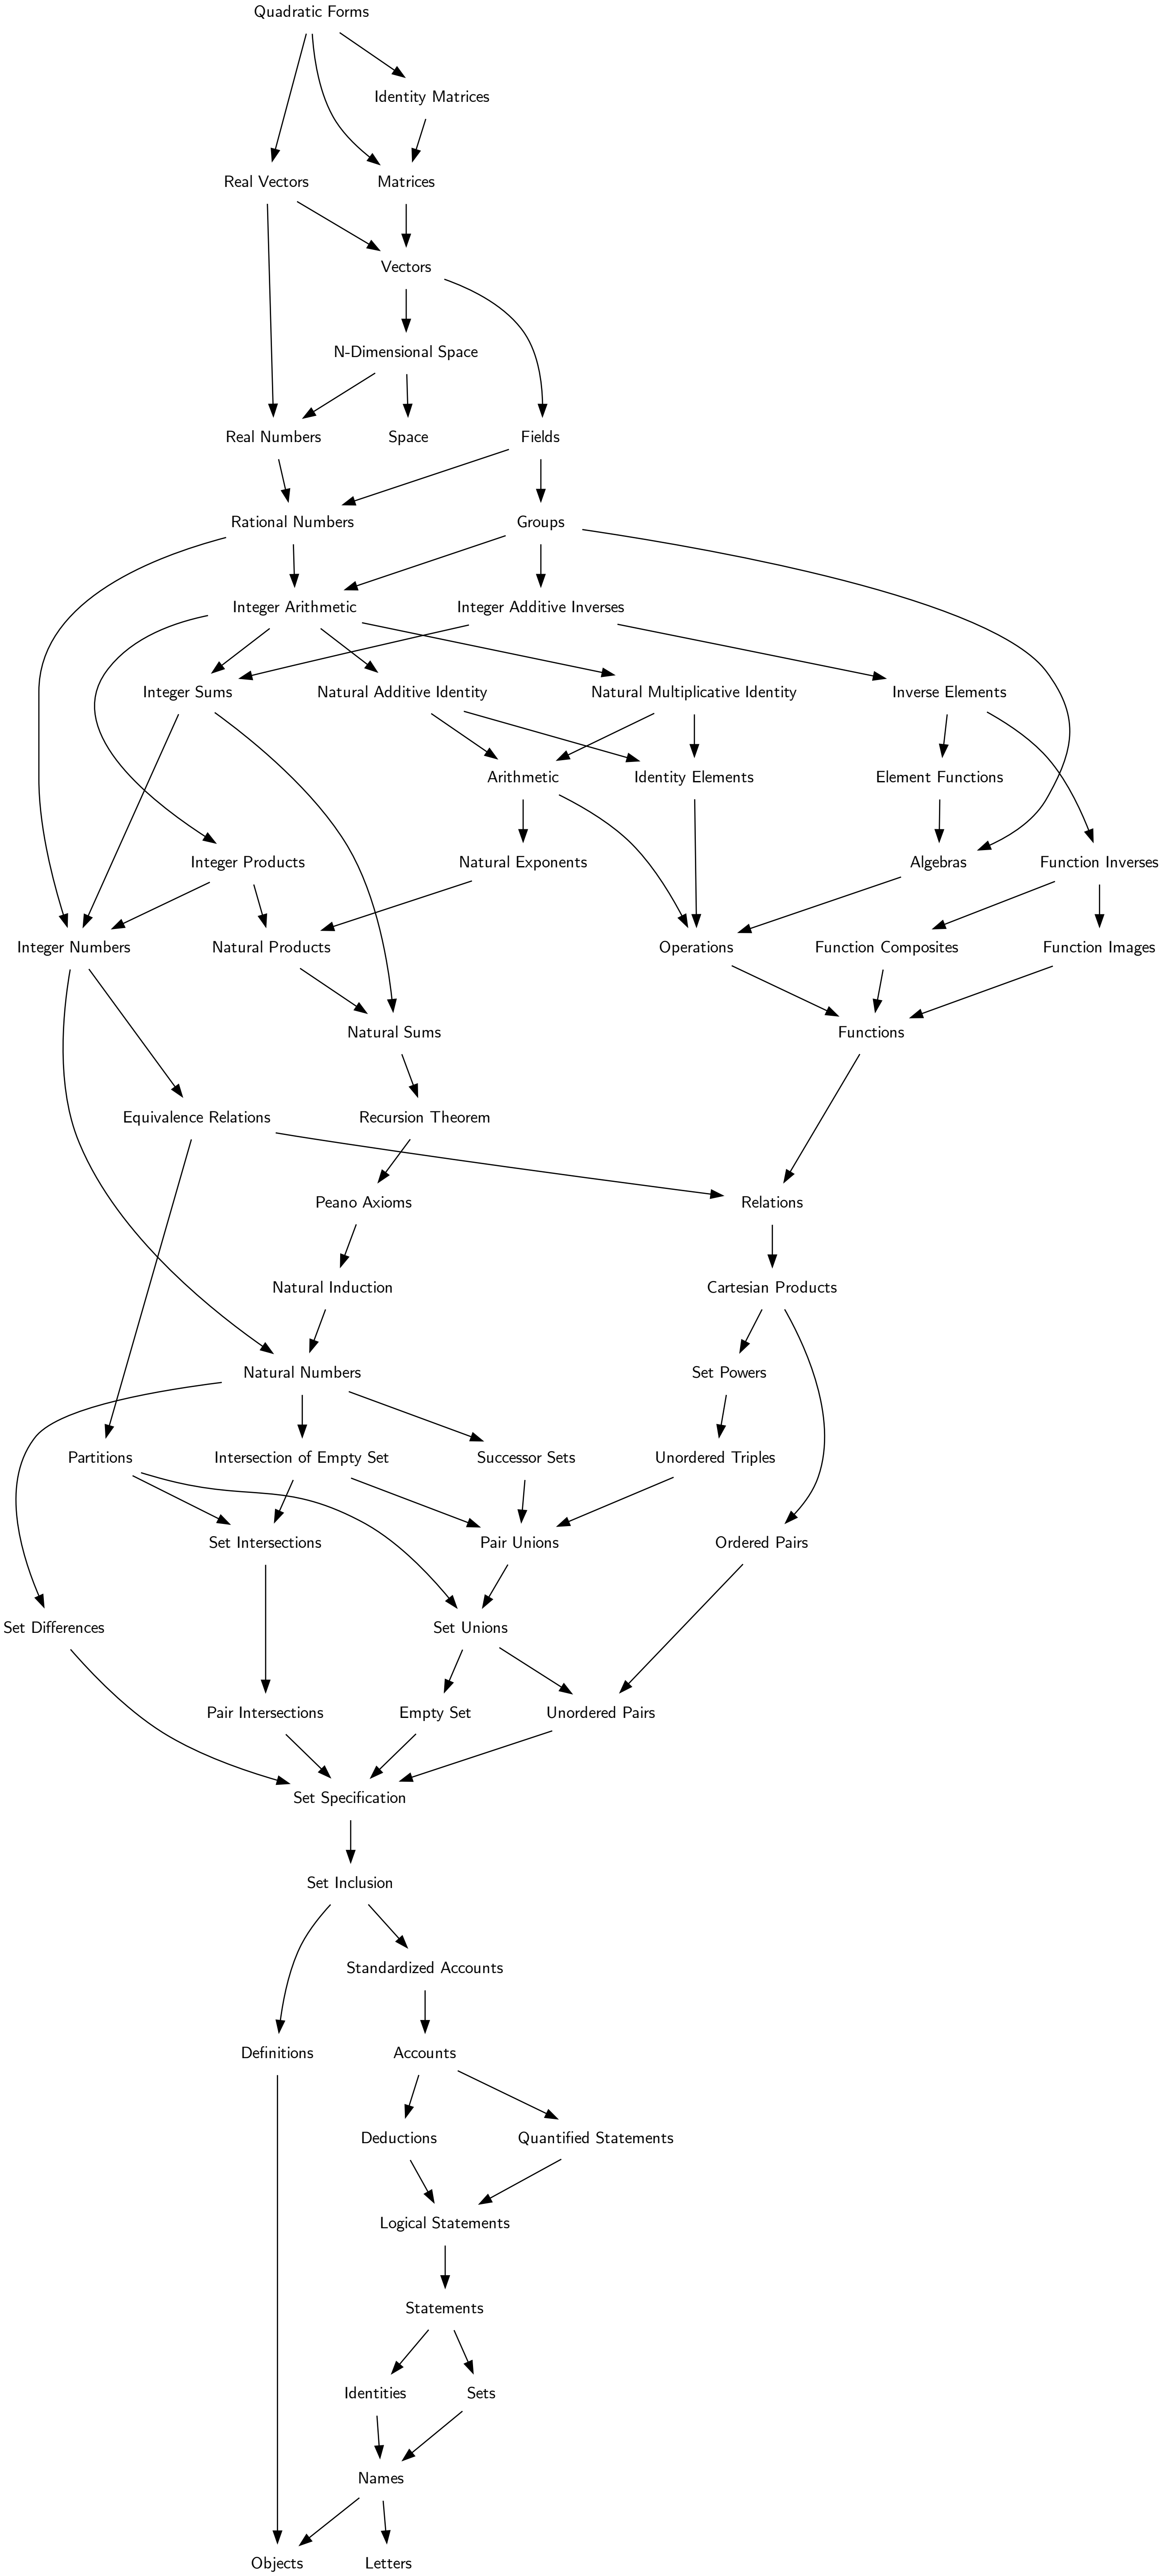 Quadratic Forms
Identity Matrices
Real Vectors
Matrices
Vectors
N-Dimensional Space
Real Numbers
Space
Fields
Rational Numbers
Groups
Integer Arithmetic
Integer Additive Inverses
Integer Sums
Natural Additive Identity
Natural Multiplicative Identity
Inverse Elements
Arithmetic
Identity Elements
Element Functions
Integer Products
Natural Exponents
Algebras
Function Inverses
Integer Numbers
Natural Products
Operations
Function Composites
Function Images
Natural Sums
Functions
Equivalence Relations
Recursion Theorem
Peano Axioms
Relations
Natural Induction
Cartesian Products
Natural Numbers
Set Powers
Partitions
Intersection of Empty Set
Successor Sets
Unordered Triples
Set Intersections
Pair Unions
Ordered Pairs
Set Differences
Set Unions
Pair Intersections
Empty Set
Unordered Pairs
Set Specification
Set Inclusion
Standardized Accounts
Definitions
Accounts
Deductions
Quantified Statements
Logical Statements
Statements
Identities
Sets
Names
Objects
Letters